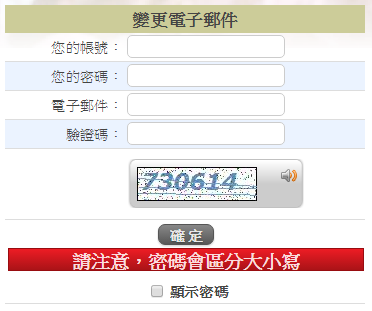 變更電子郵件
您的帳號：
您的密碼：
電子郵件：
驗證碼：
730614
確定
請注意，密碼會區分大小寫
顯示密碼